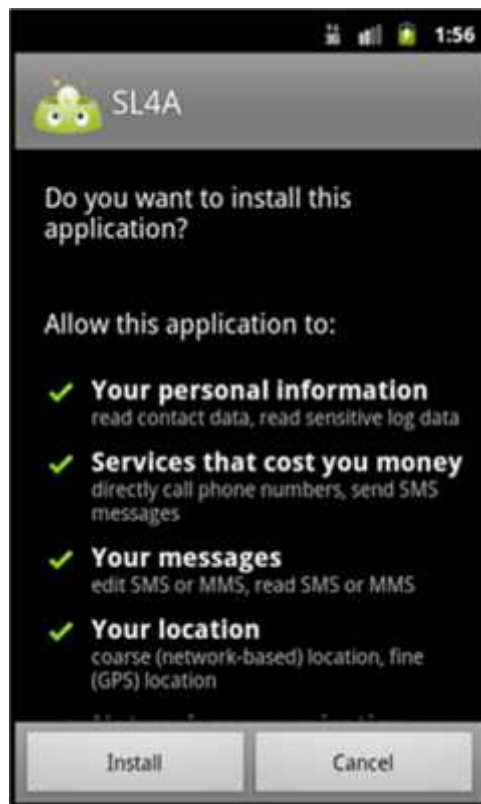 1:56
SL4A
Do you want to install this
application?
Allow this application to:
Your personal information
read contact data, read sensitive log data
Services that cost you money
directly call phone numbers, send SMS
messages
Your messages
edit SMS or MMS, read SMS or MMS
Your location
coarse (network-based) location, fine
(GPS) location
Install Cancel